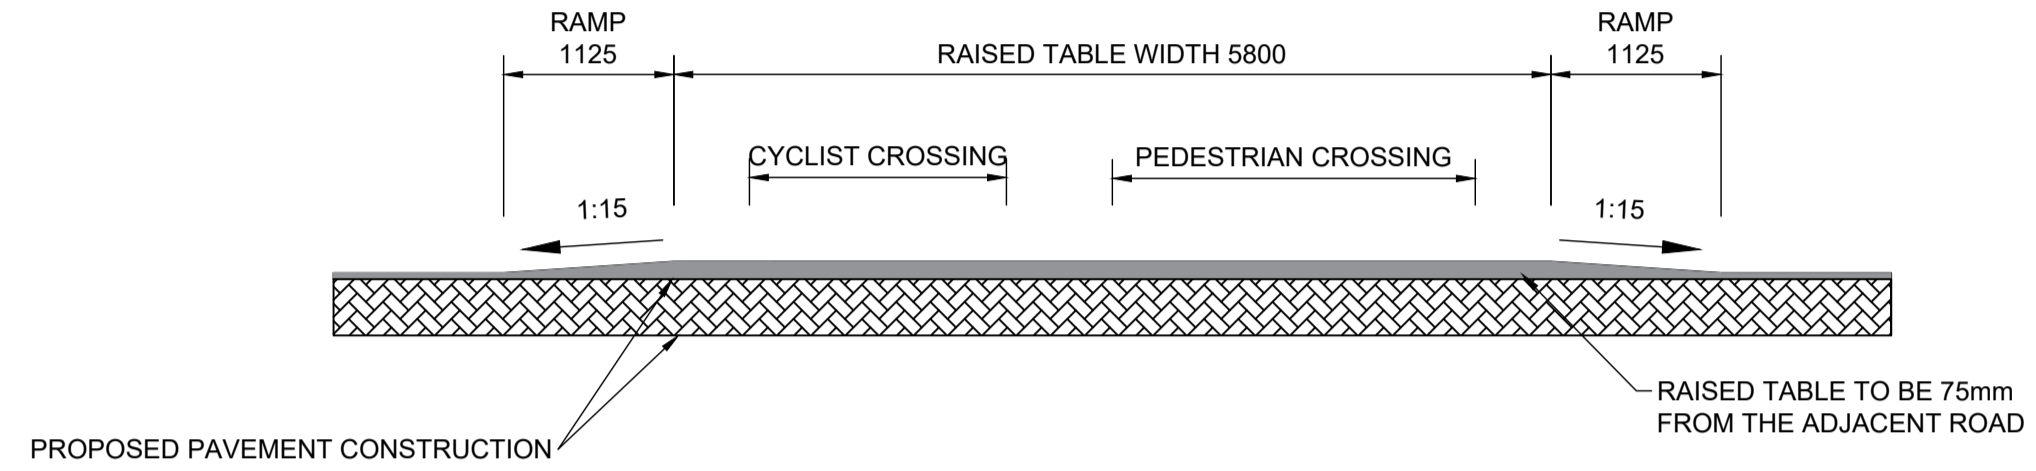 RAMP
1125
RAISED TABLE WIDTH 5800
RAMP
1125
CYCLIST CROSSING
PEDESTRIAN CROSSING
1:15
1:15
RAISED TABLE TO BE 75mm
FROM THE ADJACENT ROAD
PROPOSED PAVEMENT CONSTRUCTION